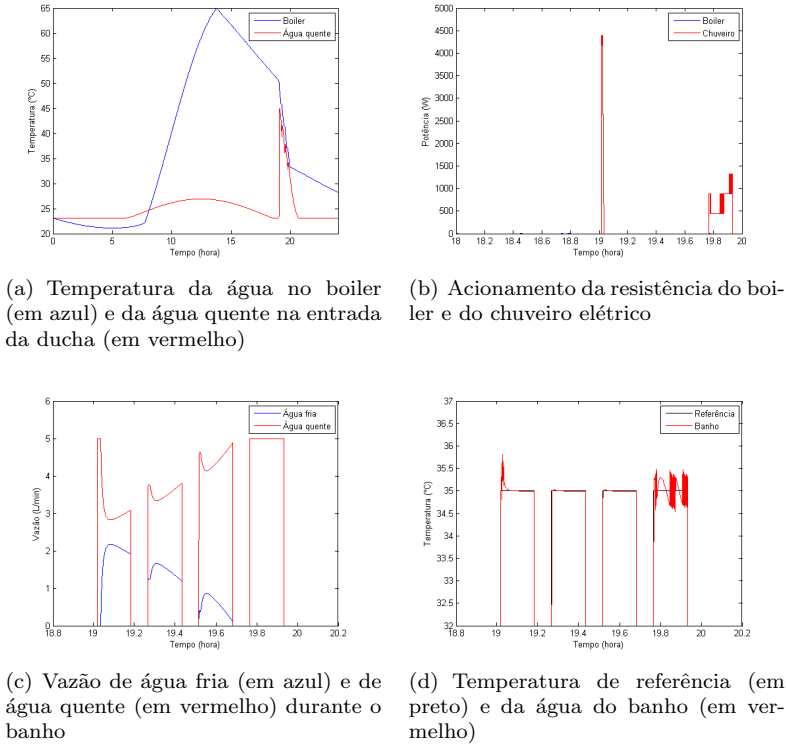 65
60
55
50
45
40
35
30
25
20
Temperatura (ºC)
0
5
10
15
20
Tempo (hora)
Boiler
Água quente
5000
4500
4000
3500
3000
2500
2000
1500
1000
500
0
Potência (W)
18
18.2
18.4
18.6
18.8
19
19.2
19.4
19.6
19.8
20
Tempo (hora)
Boiler
Chuveiro
(a) Temperatura da água no boiler
(em azul) e da água quente na entrada
da ducha (em vermelho)
(b) Acionamento da resistência do boi-
ler e do chuveiro elétrico
6
5
4
3
2
1
0
Vazão (L/min)
18.8
19
19.2
19.4
19.6
19.8
20
20.2
Tempo (hora)
Água fria
Água quente
37
36.5
36
35.5
35
34.5
34
33.5
33
32.5
32
Temperatura (ºC)
18.8
19
19.2
19.4
19.6
19.8
20
20.2
Tempo (hora)
Referência
Banho
(c) Vazão de água fria (em azul) e de
água quente (em vermelho) durante o
banho
(d) Temperatura de referência (em
preto) e da água do banho (em ver-
melho)